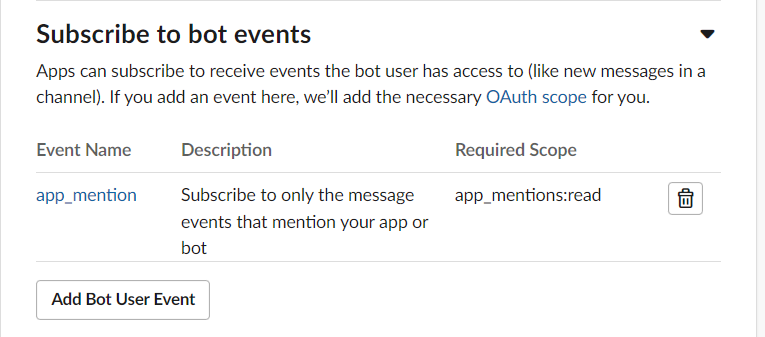 Subscribe to bot events
Apps can subscribe to receive events the bot user has access to (like new messages in a
channel). If you add an event here, we’ll add the necessary OAuth scope for you.
Event Name Description Required Scope
app_mention Subscribe to only the message app_mentions:read
events that mention your app or
bot
Add Bot User Event